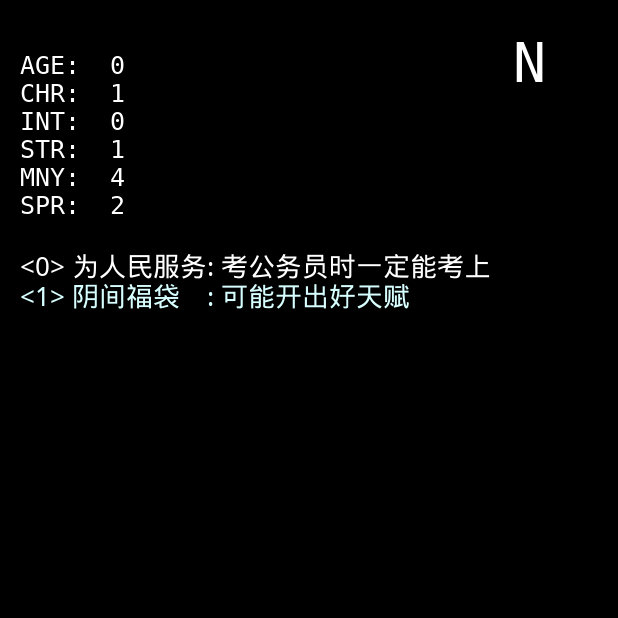 N
AGE: 0
CHR: 1
INT: 0
STR: 1
MNY: 4
SPR: 2
<0> 为人民服务: 考公务员时一定能考上
<1> 阴间福袋 : 可能开出好天赋